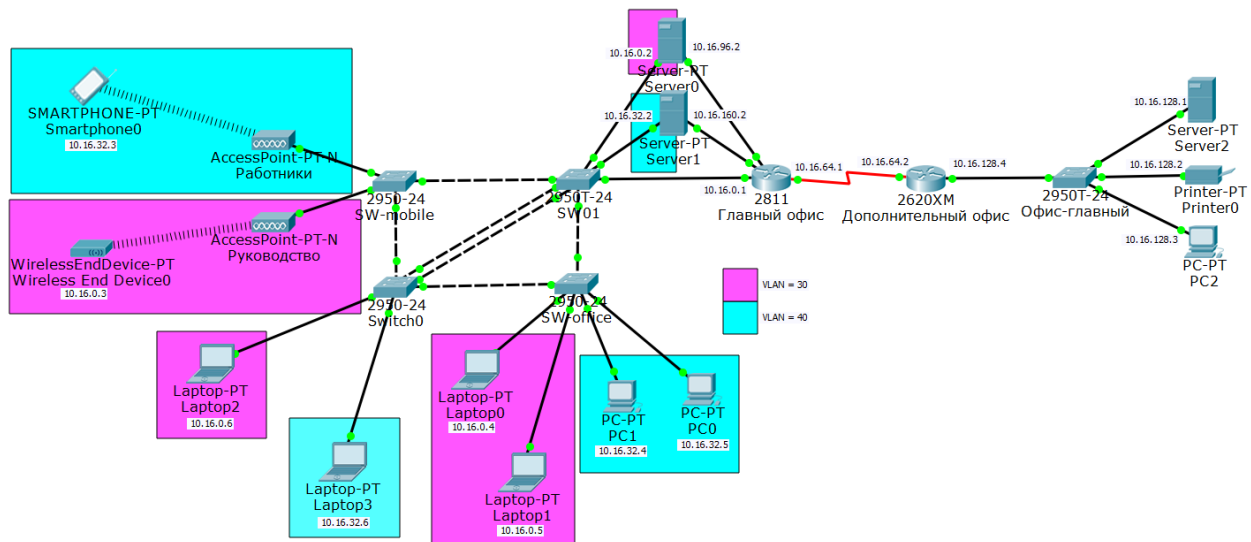 SMARTPHONE-PT
Smartphone0
10.16.32.3
AccessPoint-PT-N
Работники
AccessPoint-PT-N
Руководство
WirelessEndDevice-PT
Wireless End Device0
10.16.0.3
2950-24
SW-mobile
2950T-24
SW01
2950-24
Switch0
2950-24
SW-office
Laptop-PT
Laptop2
10.16.0.6
Laptop-PT
Laptop3
10.16.32.6
Laptop-PT
Laptop0
10.16.0.4
Laptop-PT
Laptop1
10.16.0.5
PC-PT
PC1
10.16.32.4
PC-PT
PC0
10.16.32.5
10.16.0.2
10.16.96.2
Server-PT
Server0
10.16.32.2
10.16.160.2
Server-PT
Server1
10.16.0.1
10.16.64.1
2811
Главный офис
10.16.64.2
10.16.128.4
2620XM
Дополнительный офис
2950T-24
Офис-главный
10.16.128.1
Server-PT
Server2
10.16.128.2
Printer-PT
Printer0
10.16.128.3
PC-PT
PC2
VLAN = 30
VLAN = 40